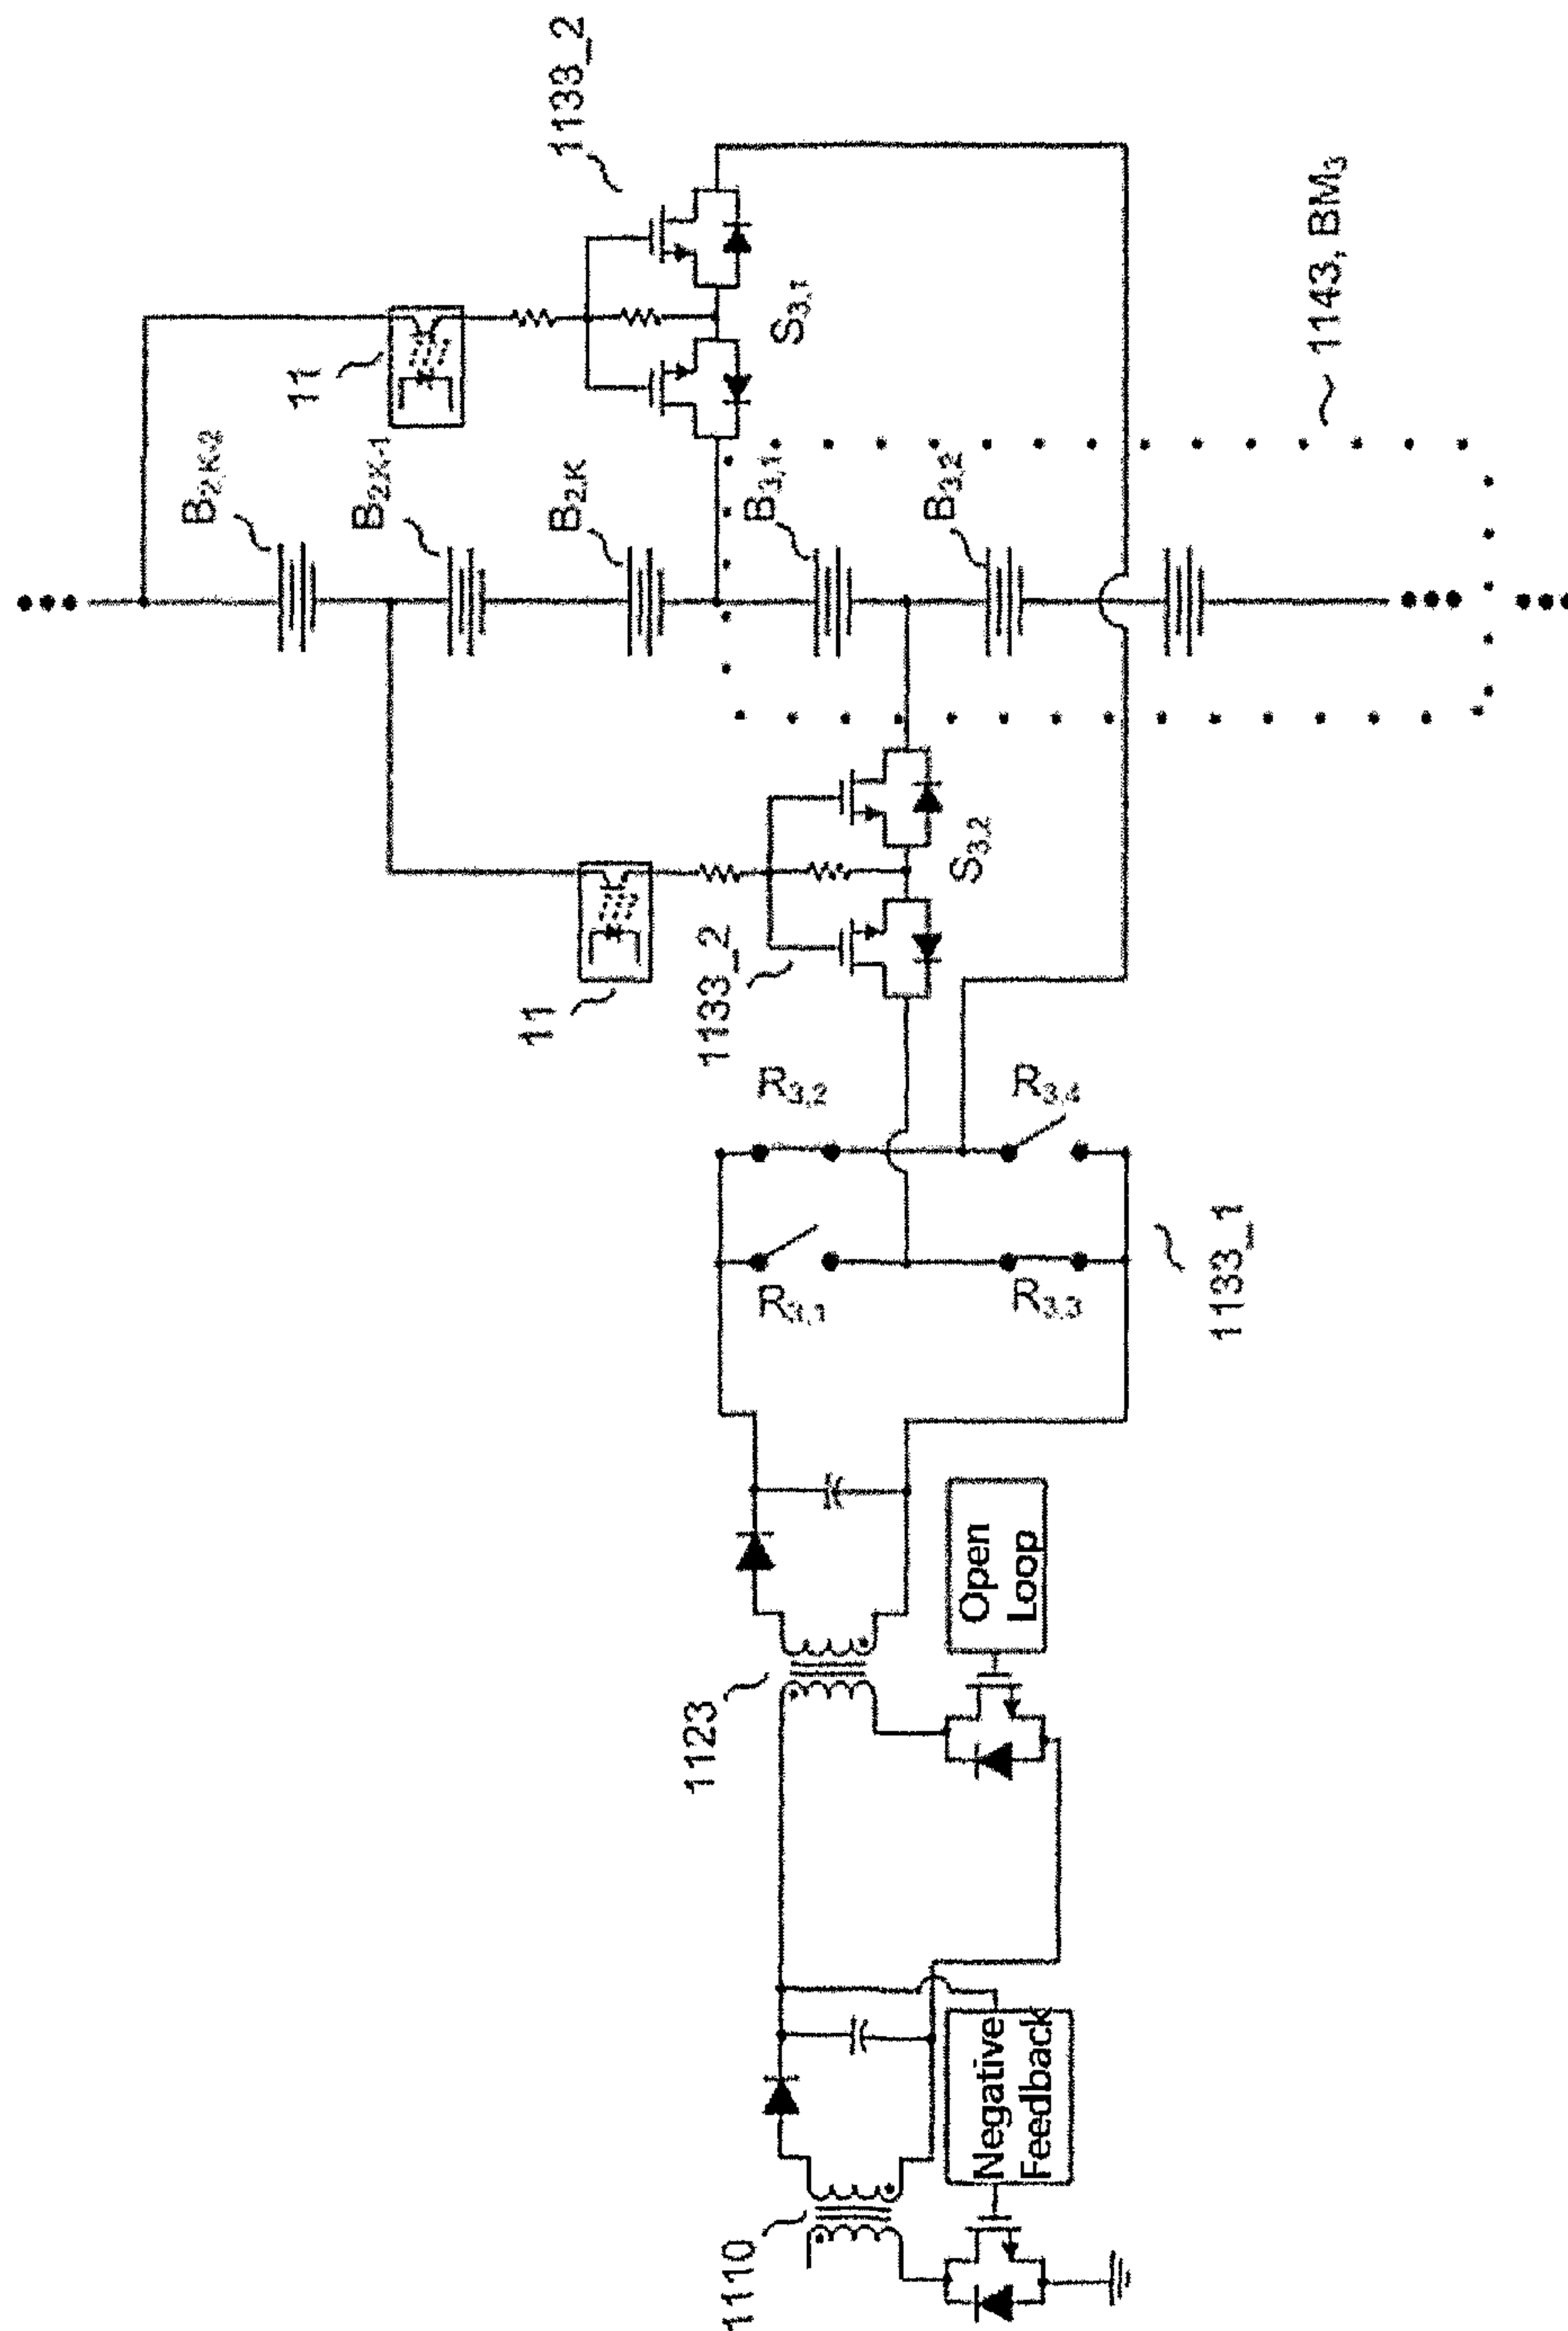 1133_2
1143, BM3
11
B2,K-2
B2,K-1
B2,K
B3,1
B3,2
S3,1
11
1133_2
S3,2
R3,2
R3,4
R3,1
R3,3
1133_1
Open
Loop
1123
Negative
Feedback
1110